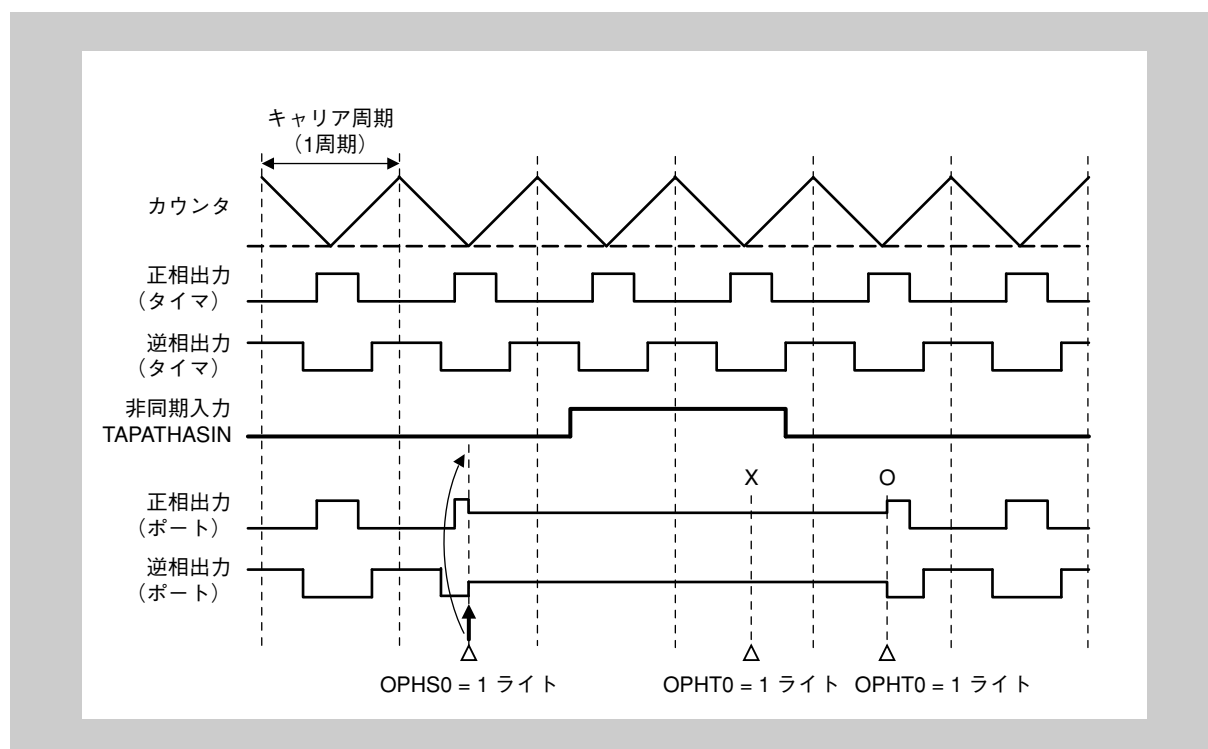 キャリア周期
（1周期）
カウンタ
正相出力
（タイマ）
逆相出力
（タイマ）
非同期入力
TAPATHASIN
X
O
正相出力
（ポート）
逆相出力
（ポート）
OPHS0 = 1 ライト
OPHT0 = 1 ライト
OPHT0 = 1 ライト